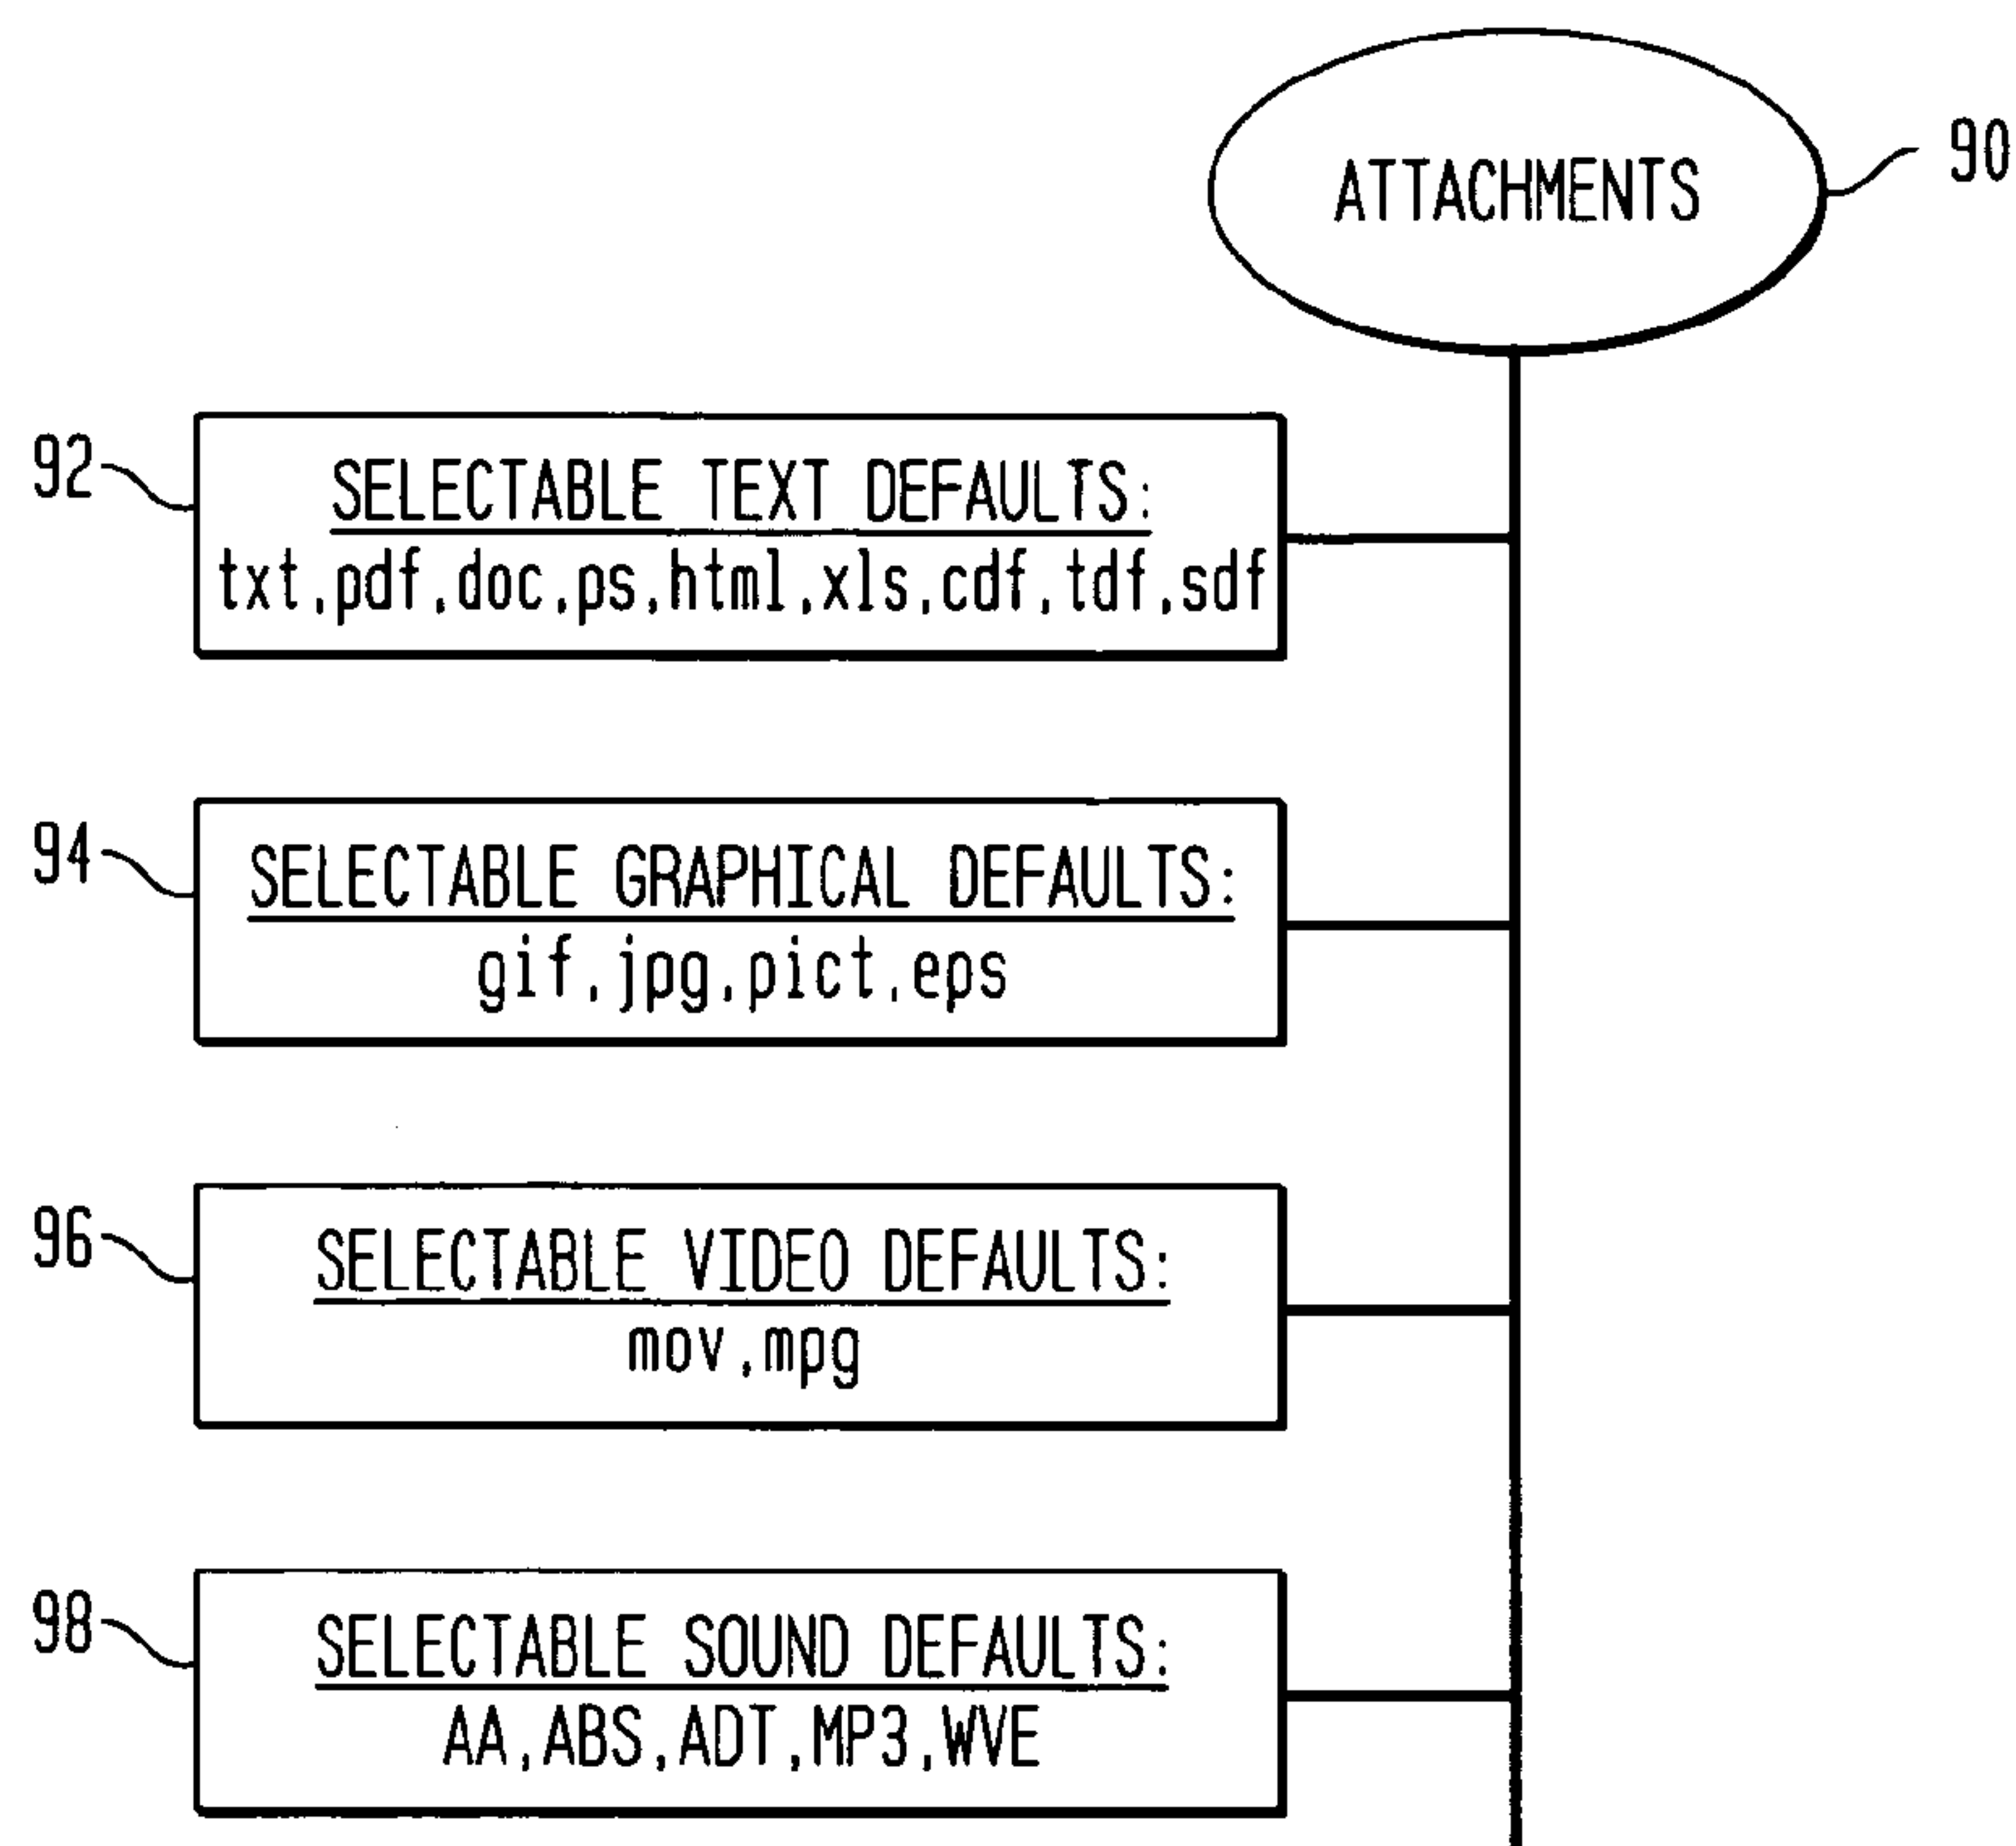 ATTACHMENTS
90
92
SELECTABLE TEXT DEFAULTS:
txt,pdf,doc,ps,html,xls,cdf,tdf,sdf
94
SELECTABLE GRAPHICAL DEFAULTS:
gif,jpg,pict,eps
96
SELECTABLE VIDEO DEFAULTS:
mov,mpg
98
SELECTABLE SOUND DEFAULTS:
AA,ABS,ADT,MP3,WVE